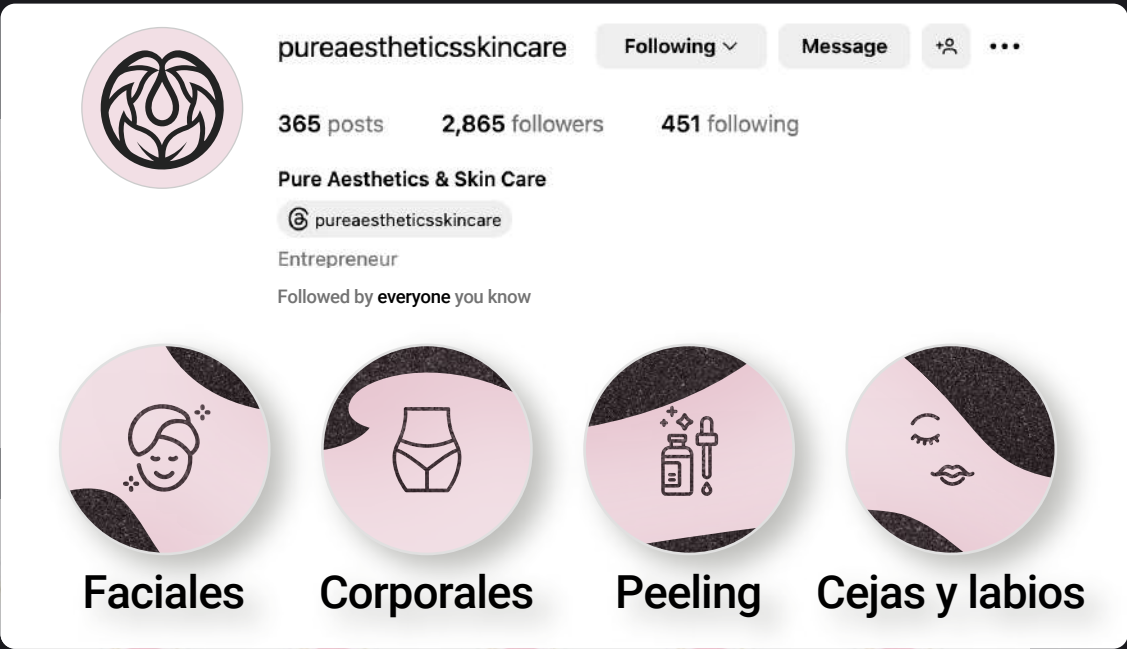 pureaestheticsskincare Following Message
365 posts 2,865 followers 451 following
Pure Aesthetics & Skin Care
pureaestheticsskincare
Entrepreneur
Followed by everyone you know
Faciales Corporales Peeling Cejas y labios